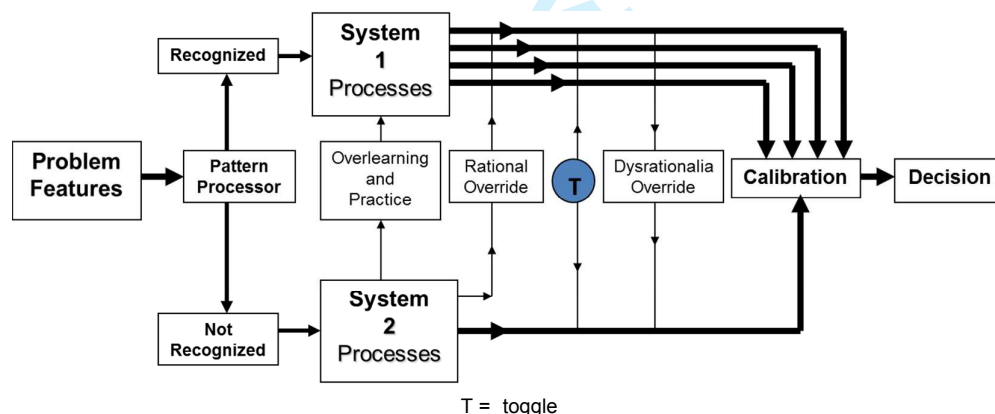 Problem
Features
Pattern
Processor
Recognized
Not
Recognized
System
1
Processes
Overlearning
and
Practice
System
2
Processes
Rational
Override
T
Dysrationalia
Override
Calibration
Decision
T = toggle